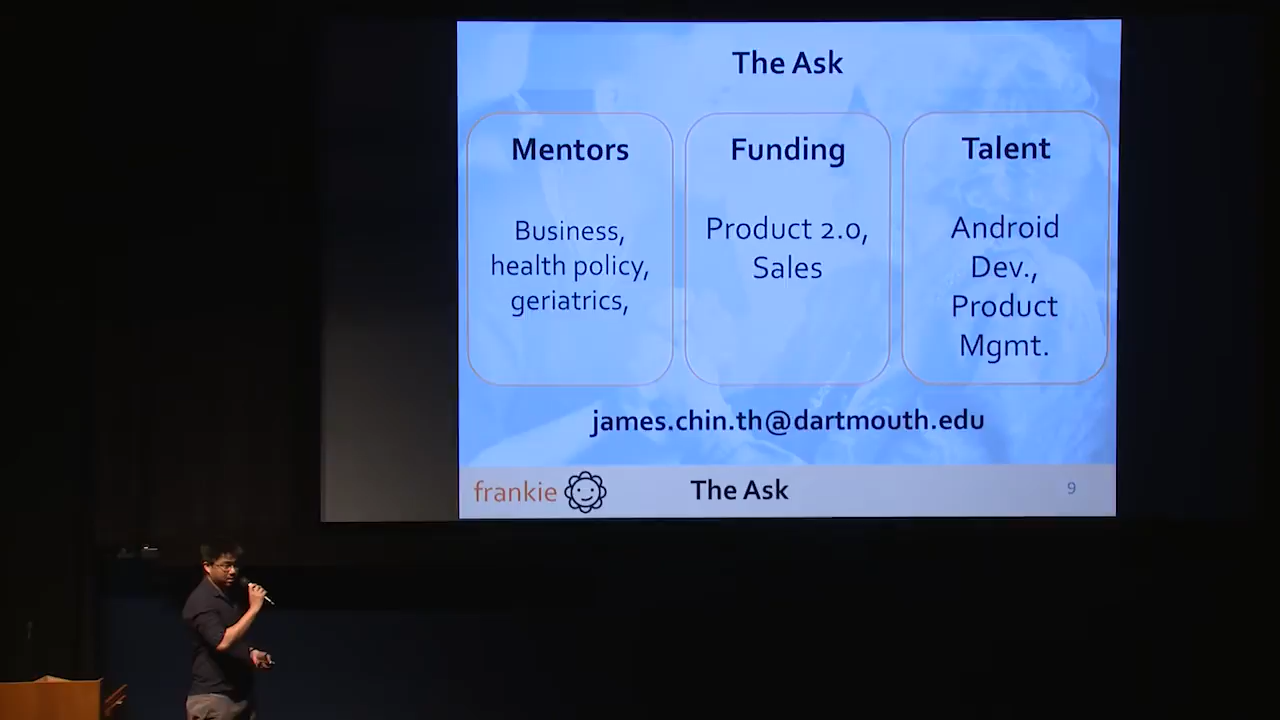 The Ask
Mentors
Business,
health policy,
geriatrics,
Funding
Product 2.0,
Sales
Talent
Android
Dev.,
Product
Mgmt.
james.chin.th@dartmouth.edu
frankie
The Ask
9